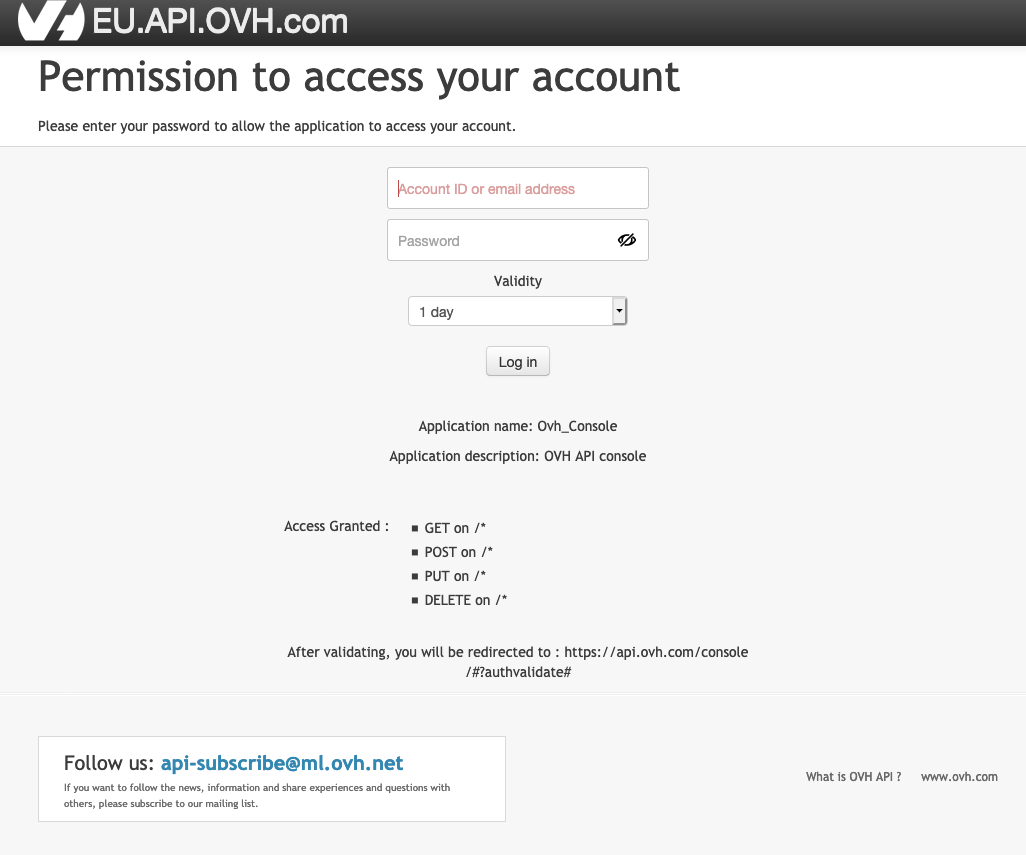 EU.API.OVH.com
Permission to access your account
Please enter your password to allow the application to access your account.
Account ID or email address
Password
Validity
1 day
Log in
Application name: Ovh_Console
Application description: OVH API console
Access Granted :
▪ GET on /*
▪ POST on /*
▪ PUT on /*
▪ DELETE on /*
After validating, you will be redirected to : https://api.ovh.com/console
/#?authvalidate#
Follow us: api-subscribe@ml.ovh.net
If you want to follow the news, information and share experiences and questions with
others, please subscribe to our mailing list.
What is OVH API ? www.ovh.com